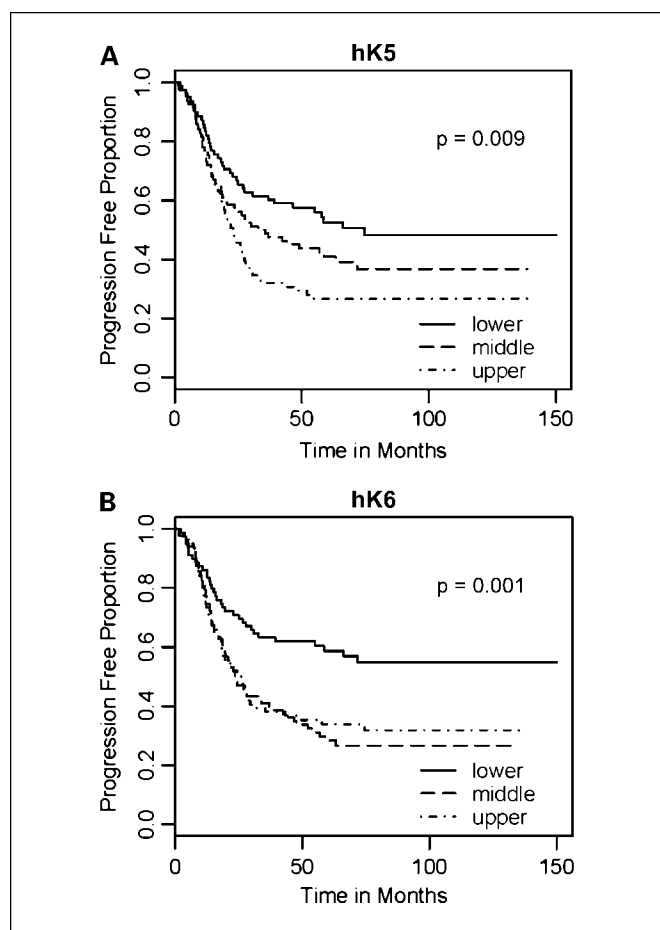 A
hK5
Progression Free Proportion
1.0
0.8
0.6
0.4
0.2
0.0
p = 0.009
lower
middle
upper
0 50 100 150
Time in Months
B
hK6
Progression Free Proportion
1.0
0.8
0.6
0.4
0.2
0.0
p = 0.001
lower
middle
upper
0 50 100 150
Time in Months